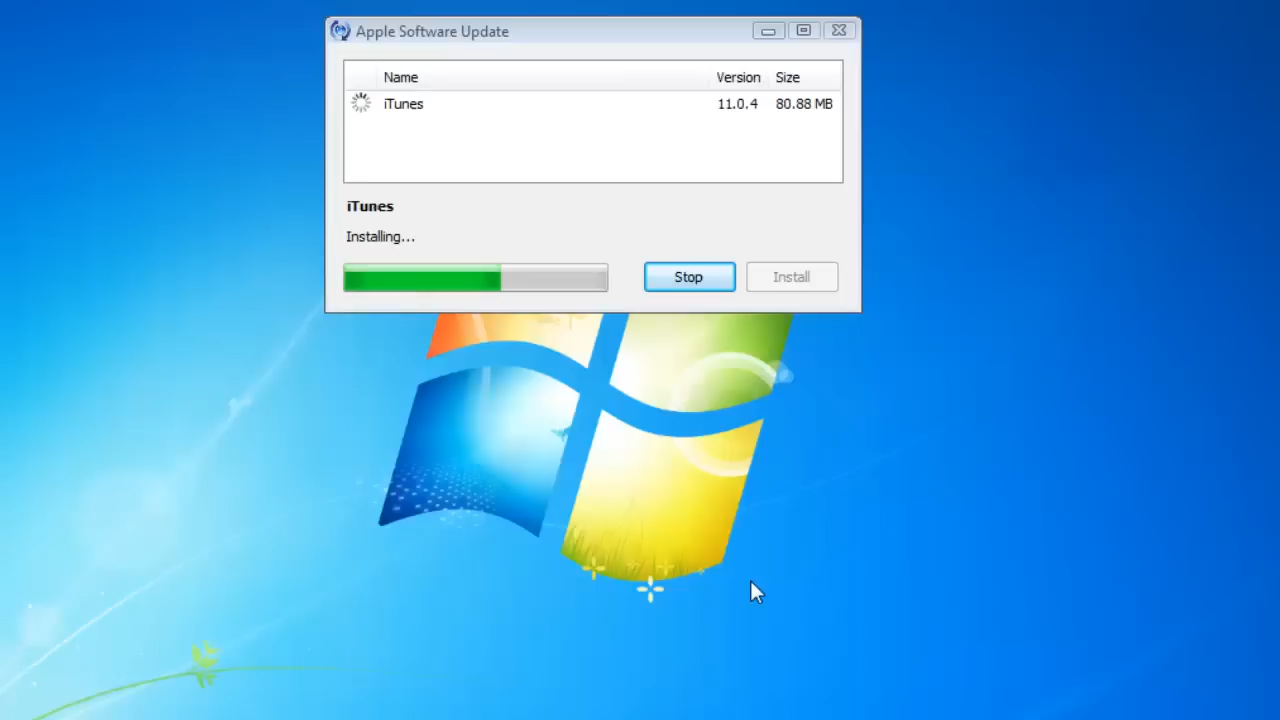 Apple Software Update
Name Version Size
iTunes 11.0.4 80.88 MB
iTunes
Installing...
Stop Install